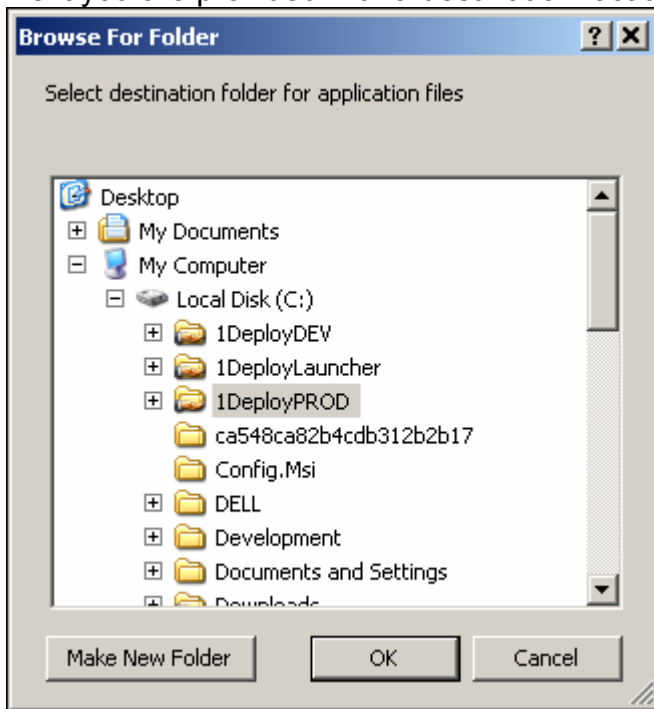 Browse For Folder
Select destination folder for application files
Desktop
My Documents
My Computer
Local Disk (C:)
1DeployDEV
1DeployLauncher
1DeployPROD
ca548ca82b4cdb312b2b17
Config.Msi
DELL
Development
Documents and Settings
Downloads
Make New Folder OK Cancel